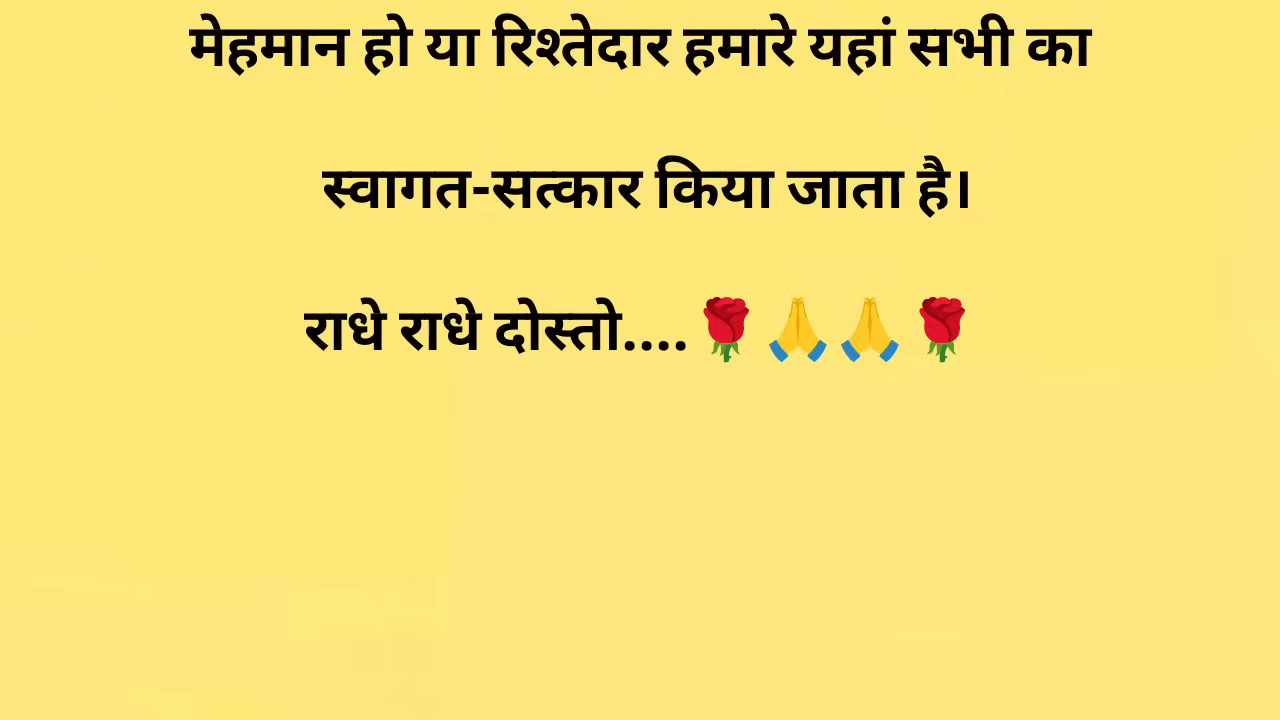 मेहमान हो या रिश्तेदार हमारे यहां सभी का
स्वागत-सत्कार किया जाता है।
राधे राधे दोस्तो....🌹🙏🙏🌹